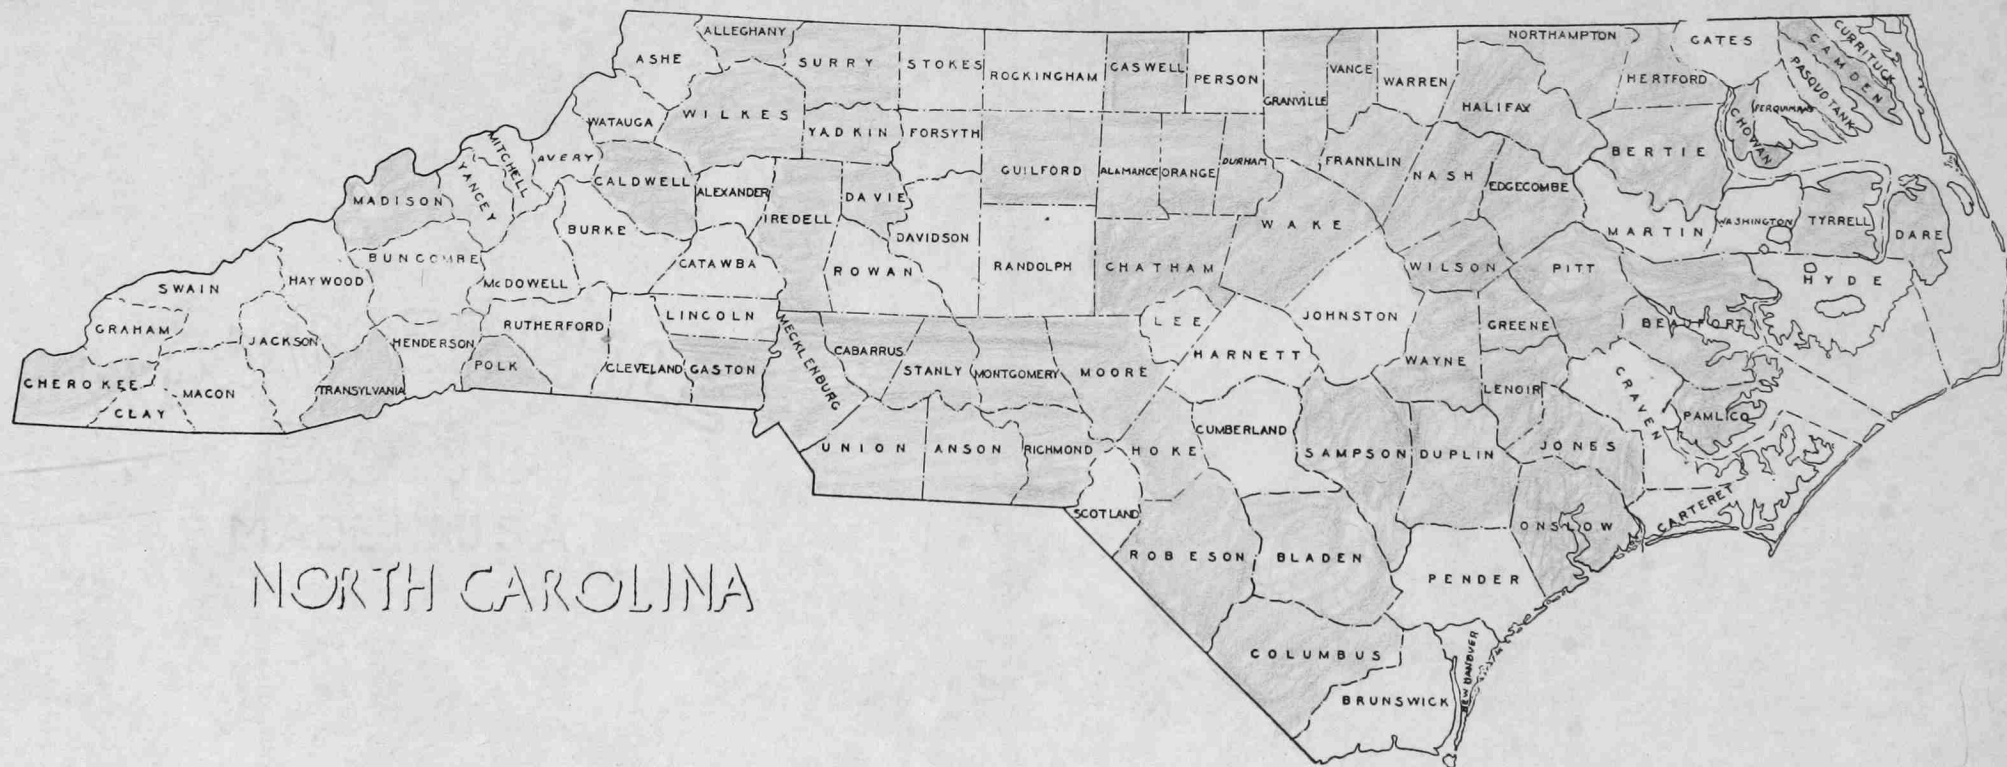 ALLEGHANY
ASHE
SURRY
STOKES
ROCKINGHAM
CASWELL
PERSON
GRANVILLE
VANCE
WARREN
NORTHAMPTON
GATES
CURRITUCK
CAMDEN
PASQUOTANK
PERQUIMANS
CHOWAN
HERTFORD
HALIFAX
WATAUGA
WILKES
YADKIN
FORSYTH
GUILFORD
ALAMANCE
ORANGE
DURHAM
FRANKLIN
NASH
EDGECOMBE
BERTIE
MITCHELL
AVERY
YANCEY
CALDWELL
ALEXANDER
IREDELL
DAVIE
MADISON
BURKE
DAVIDSON
WAKE
MARTIN
WASHINGTON
TYRRELL
DARE
BUNCOMBE
McDOWELL
CATAWBA
ROWAN
RANDOLPH
CHATHAM
WILSON
PITT
HYDE
SWAIN
HAYWOOD
GRAHAM
JACKSON
HENDERSON
RUTHERFORD
LINCOLN
MECKLENBURG
CABARRUS
LEE
JOHNSTON
GREENE
BEAUFORT
CHEROKEE
CLAY
MACON
TRANSYLVANIA
POLK
CLEVELAND
GASTON
STANLY
MONTGOMERY
MOORE
HARNETT
WAYNE
LENOIR
CRAVEN
PAMLICO
UNION
ANSON
RICHMOND
HOKE
CUMBERLAND
SAMPSON
DUPLIN
JONES
SCOTLAND
CARTERET
ONSLOW
ROBESON
BLADEN
PENDER
NORTH CAROLINA
COLUMBUS
NEW HANOVER
BRUNSWICK